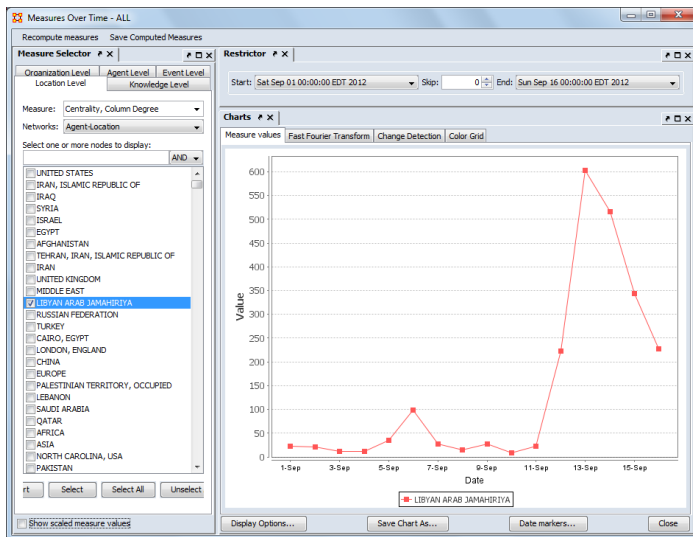 Measures Over Time - ALL
Recompute measures Save Computed Measures
Measure Selector
Organization Level Agent Level Event Level
Location Level Knowledge Level
Measure: Centrality, Column Degree
Networks: Agent-Location
Select one or more nodes to display:
AND
UNITED STATES
IRAN, ISLAMIC REPUBLIC OF
IRAQ
SYRIA
ISRAEL
EGYPT
AFGHANISTAN
TEHRAN, IRAN, ISLAMIC REPUBLIC OF
IRAN
UNITED KINGDOM
MIDDLE EAST
LIBYAN ARAB JAMAHIRIYA
RUSSIAN FEDERATION
TURKEY
CAIRO, EGYPT
LONDON, ENGLAND
CHINA
EUROPE
PALESTINIAN TERRITORY, OCCUPIED
LEBANON
SAUDI ARABIA
QATAR
AFRICA
ASIA
NORTH CAROLINA, USA
PAKISTAN
rt Select Select All Unselect
Show scaled measure values
Restrictor
Start: Sat Sep 01 00:00:00 EDT 2012 Skip: 0 End: Sun Sep 16 00:00:00 EDT 2012
Charts
Measure values Fast Fourier Transform Change Detection Color Grid
600
550
500
450
400
350
300
250
200
150
100
50
0
Value
1-Sep 3-Sep 5-Sep 7-Sep 9-Sep 11-Sep 13-Sep 15-Sep
Date
LIBYAN ARAB JAMAHIRIYA
Display Options... Save Chart As... Date markers... Close